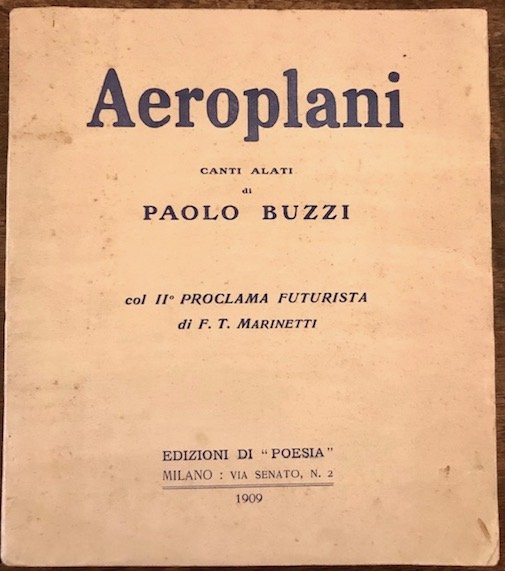 Aeroplani
CANTI ALATI
di
PAOLO BUZZI
col IIº PROCLAMA FUTURISTA
di F. T. MARINETTI
EDIZIONI DI "POESIA"
MILANO : VIA SENATO, N. 2
1909